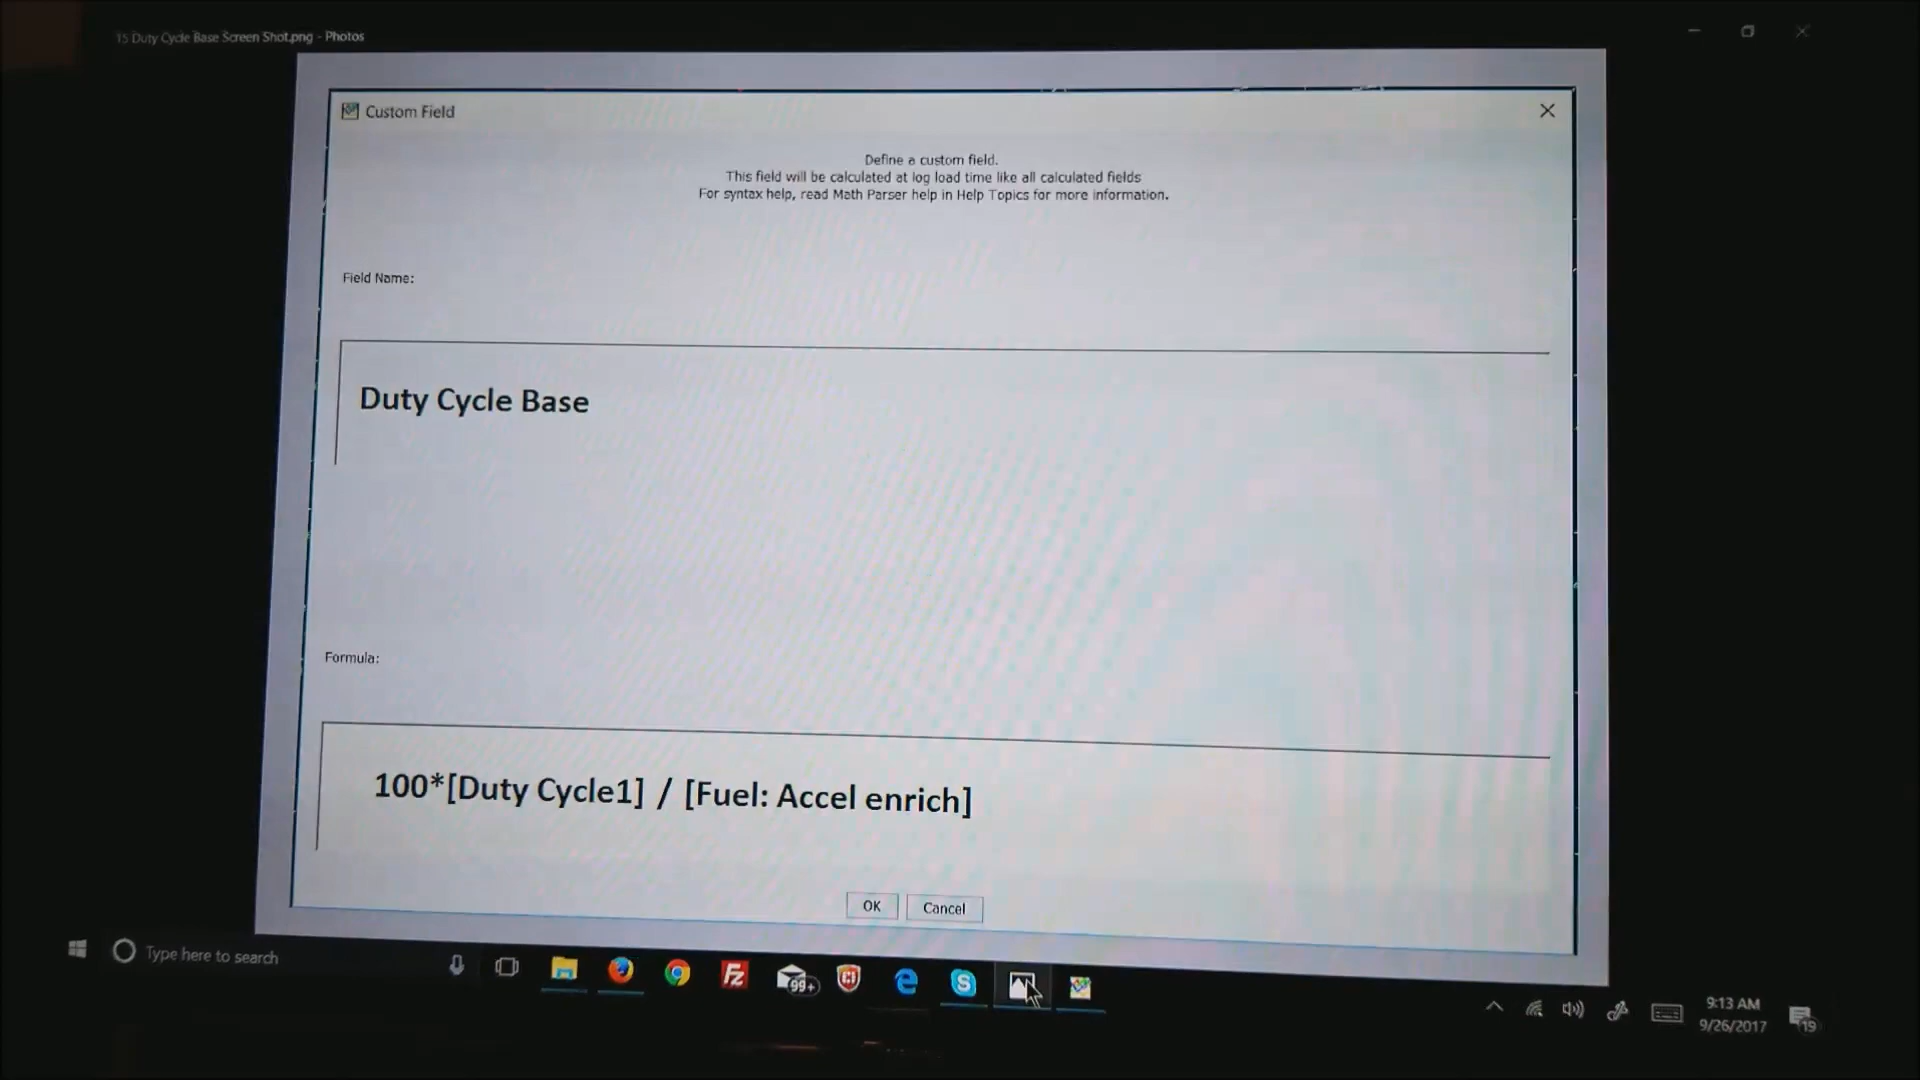 15 Duty Cycle Base Screen Shot.png - Photos
Custom Field
Define a custom field.
This field will be calculated at log load time like all calculated fields
For syntax help, read Math Parser help in Help Topics for more information.
Field Name:
Duty Cycle Base
Formula:
100*[Duty Cycle1] / [Fuel: Accel enrich]
OK Cancel
Type here to search
99+
9:13 AM
9/26/2017
19